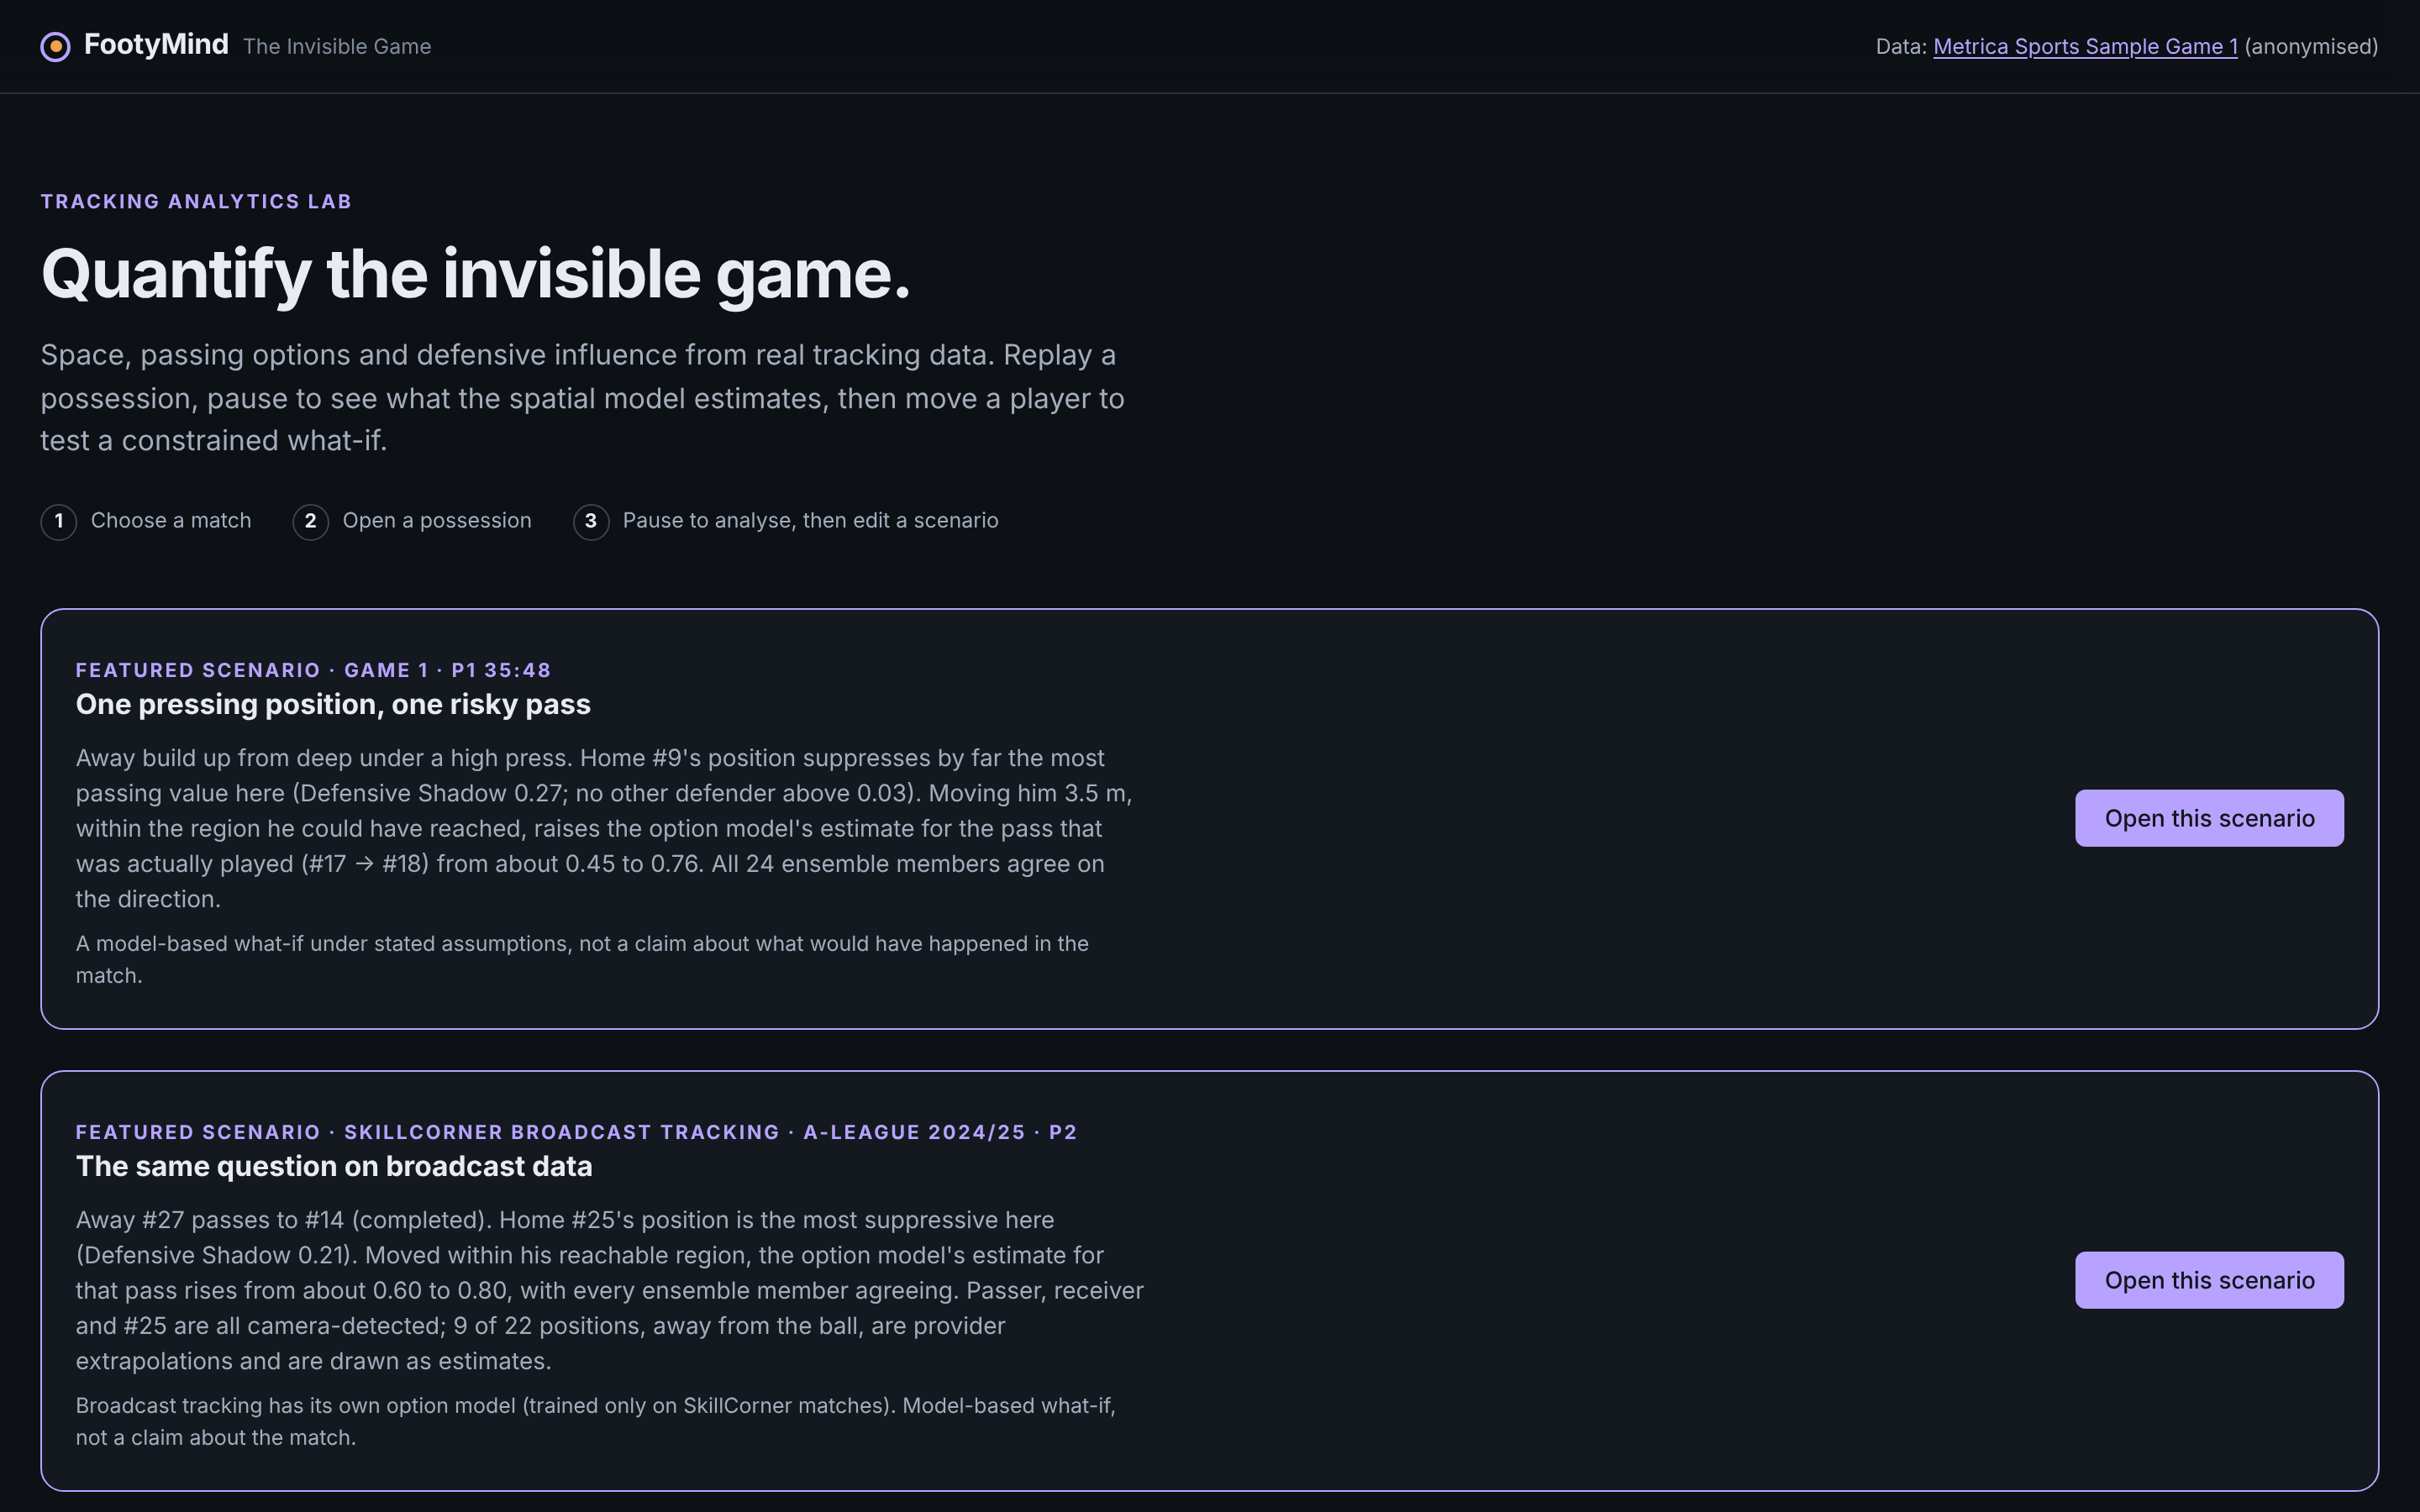 FootyMind The Invisible Game
Data: Metrica Sports Sample Game 1 (anonymised)
TRACKING ANALYTICS LAB
Quantify the invisible game.
Space, passing options and defensive influence from real tracking data. Replay a
possession, pause to see what the spatial model estimates, then move a player to
test a constrained what-if.
1 Choose a match 2 Open a possession 3 Pause to analyse, then edit a scenario
FEATURED SCENARIO · GAME 1 · P1 35:48
One pressing position, one risky pass
Away build up from deep under a high press. Home #9's position suppresses by far the most
passing value here (Defensive Shadow 0.27; no other defender above 0.03). Moving him 3.5 m,
within the region he could have reached, raises the option model's estimate for the pass that
was actually played (#17 → #18) from about 0.45 to 0.76. All 24 ensemble members agree on
the direction.
A model-based what-if under stated assumptions, not a claim about what would have happened in the
match.
Open this scenario
FEATURED SCENARIO · SKILLCORNER BROADCAST TRACKING · A-LEAGUE 2024/25 · P2
The same question on broadcast data
Away #27 passes to #14 (completed). Home #25's position is the most suppressive here
(Defensive Shadow 0.21). Moved within his reachable region, the option model's estimate for
that pass rises from about 0.60 to 0.80, with every ensemble member agreeing. Passer, receiver
and #25 are all camera-detected; 9 of 22 positions, away from the ball, are provider
extrapolations and are drawn as estimates.
Broadcast tracking has its own option model (trained only on SkillCorner matches). Model-based what-if,
not a claim about the match.
Open this scenario